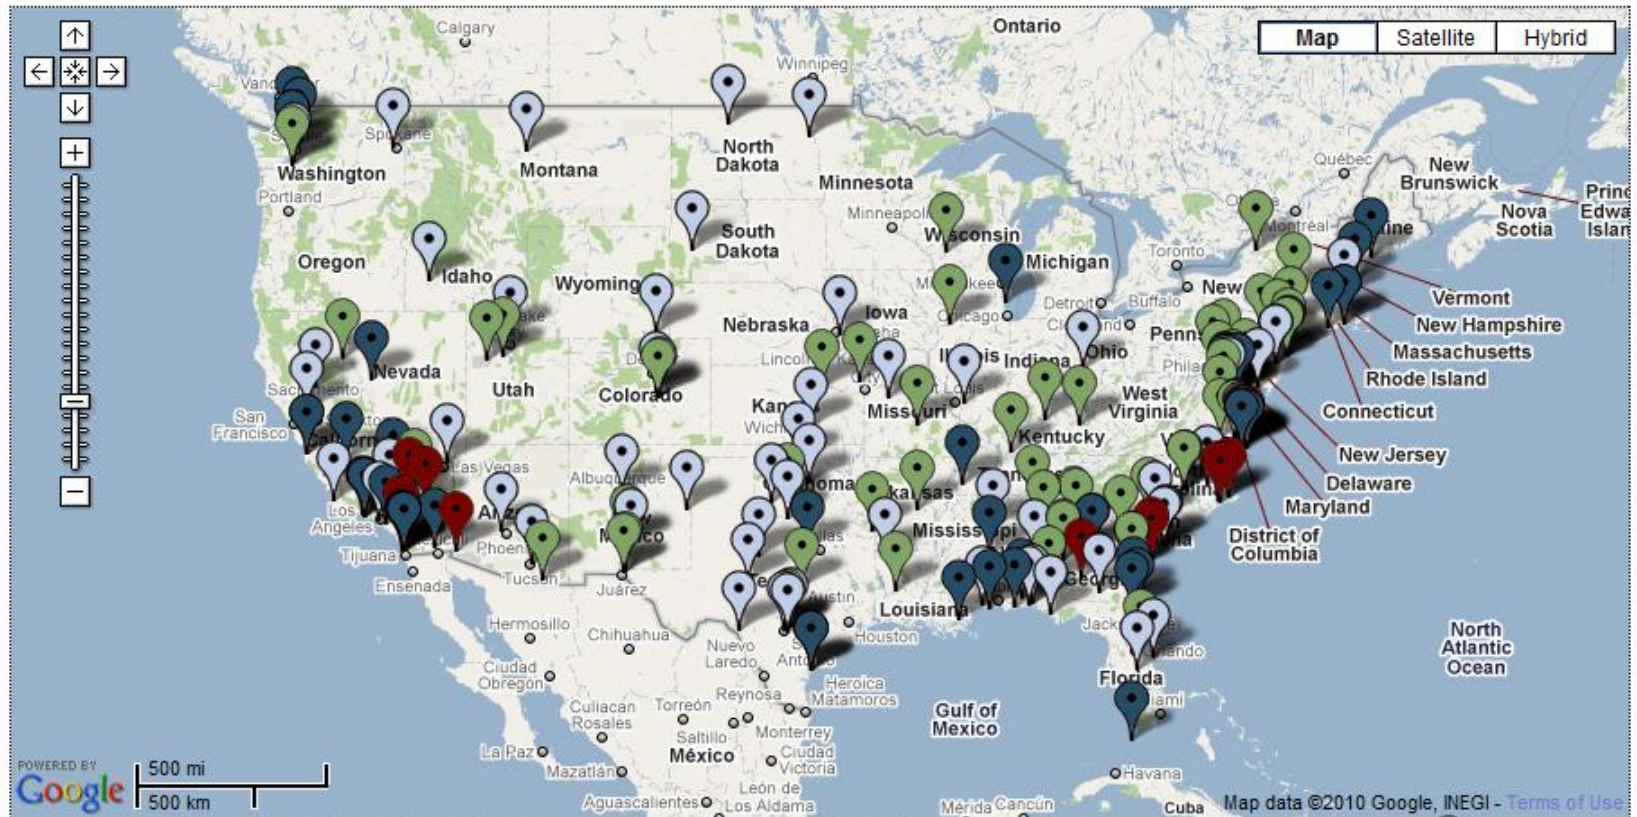 Calgary
Ontario
Map
Satellite
Hybrid
Winnipeg
Spokane
Washington
Montana
North
Dakota
Minnesota
Québec
New
Brunswick
Portland
Minneapolis
Nova
Scotia
Montréal
South
Dakota
Wisconsin
Oregon
Idaho
Wyoming
Michigan
Toronto
Vermont
Detroit
Buffalo
New
Iowa
Nebraska
Chicago
New Hampshire
Massachusetts
Nevada
Utah
Ohio
Rhode Island
Colorado
West
Virginia
Connecticut
San
Francisco
Kentucky
New Jersey
Las Vegas
Albuquerque
Delaware
Maryland
Los
Angeles
Mississippi
District of
Columbia
Tijuana
Tucson
Ensenada
Juárez
Austin
Louisiana
Houston
Hermosillo
Chihuahua
Nuevo
Laredo
Ciudad
Obregón
Heroica
Matamoros
Reynosa
Florida
North
Atlantic
Ocean
Culiacan
Rosales
Torreón
Saltillo
Monterrey
Gulf of
Mexico
La Paz
México
Ciudad
Victoria
Mazatlán
POWERED BY
Google
500 mi
500 km
Aguascalientes
León de
Los Aldama
Havana
Mérida
Cancún
Cuba
Map data ©2010 Google, INEGI - Terms of Use